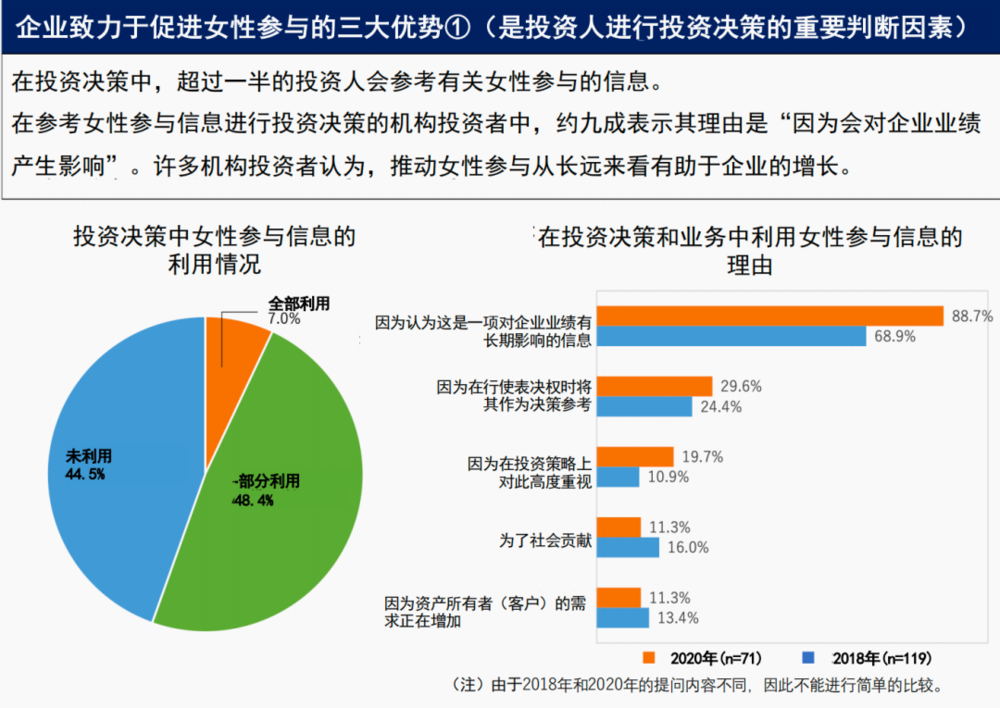 企业致力于促进女性参与的三大优势①（是投资人进行投资决策的重要判断因素）
在投资决策中，超过一半的投资人会参考有关女性参与的信息。
在参考女性参与信息进行投资决策的机构投资者中，约九成表示其理由是“因为会对企业业绩
产生影响”。许多机构投资者认为，推动女性参与从长远来看有助于企业的增长。
投资决策中女性参与信息的
利用情况
全部利用
7.0%
未利用
44.5%
一部分利用
48.4%
在投资决策和业务中利用女性参与信息的
理由
因为认为这是一项对企业业绩有
长期影响的信息
88.7%
68.9%
因为在行使表决权时将
其作为决策参考
29.6%
24.4%
因为在投资策略上
对此高度重视
19.7%
10.9%
为了社会贡献
11.3%
16.0%
因为资产所有者（客户）的需
求正在增加
11.3%
13.4%
2020年(n=71)
2018年(n=119)
（注）由于2018年和2020年的提问内容不同，因此不能进行简单的比较。